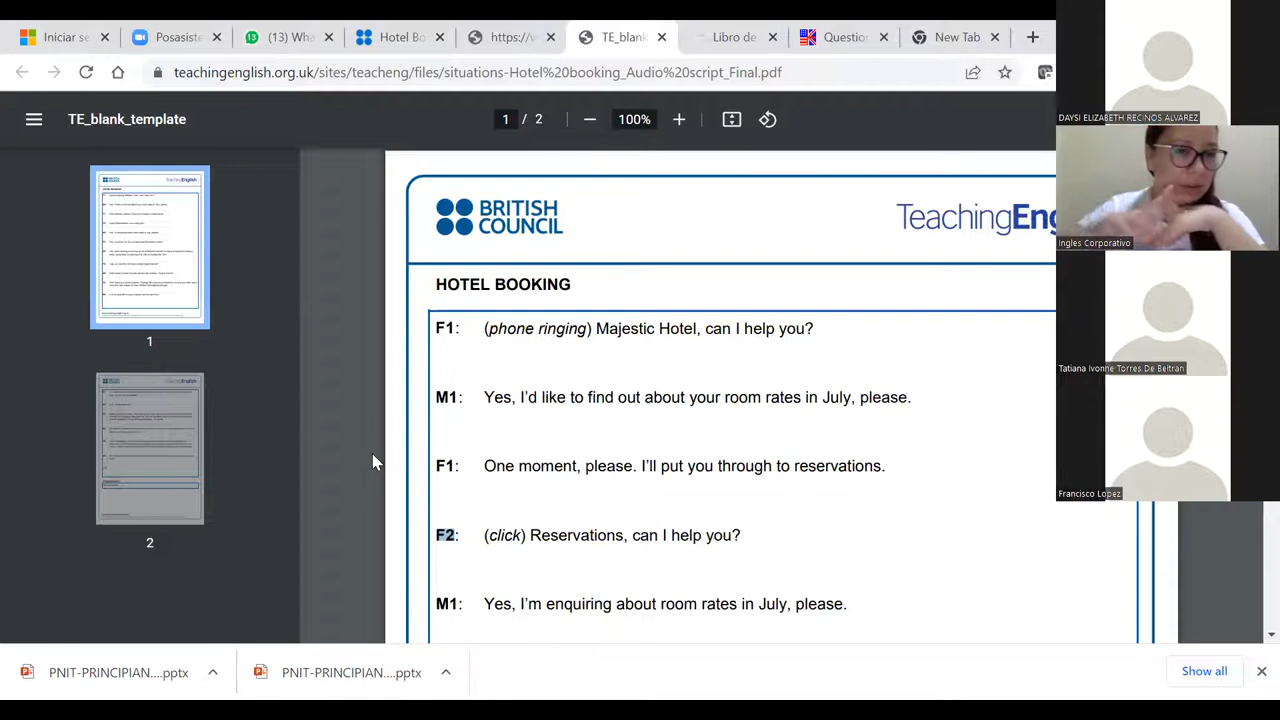 Iniciar se
Posasiste
(13) Wha
Hotel Bo
https://v
TE_blank
Libro de
Question
New Tab
teachingenglish.org.uk/sites/teacheng/files/situations-Hotel%20booking_Audio%20script_Final.pdf
TE_blank_template
1 / 2
100%
1
2
BRITISH
COUNCIL
TeachingEng
HOTEL BOOKING
F1: (phone ringing) Majestic Hotel, can I help you?
M1: Yes, I'd like to find out about your room rates in July, please.
F1: One moment, please. I'll put you through to reservations.
F2: (click) Reservations, can I help you?
M1: Yes, I'm enquiring about room rates in July, please.
DAYSI ELIZABETH RECINOS ALVAREZ
Ingles Corporativo
Tatiana Ivonne Torres De Beltran
Francisco Lopez
PNIT-PRINCIPIAN....pptx
PNIT-PRINCIPIAN....pptx
Show all